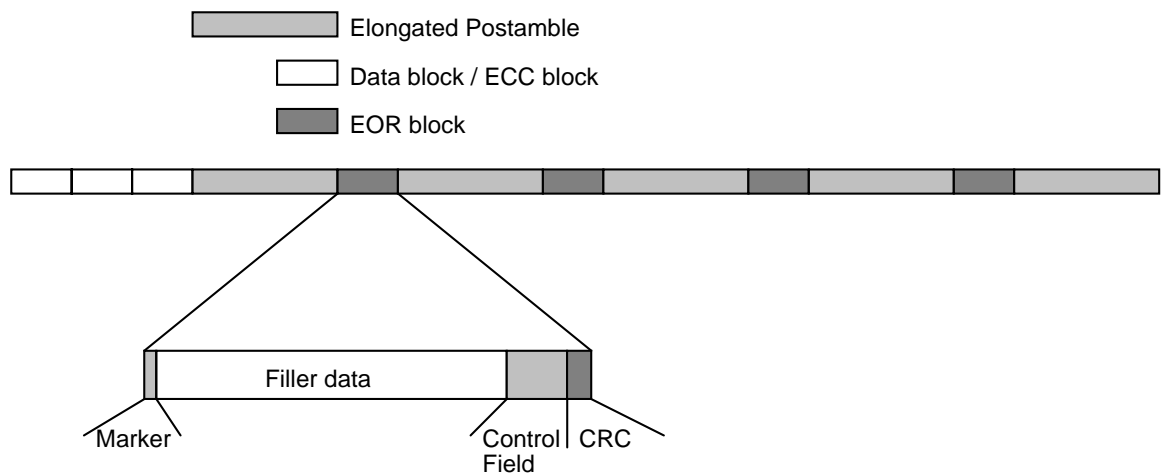 Elongated Postamble
Data block / ECC block
EOR block
Filler data
Marker
Control
Field
CRC